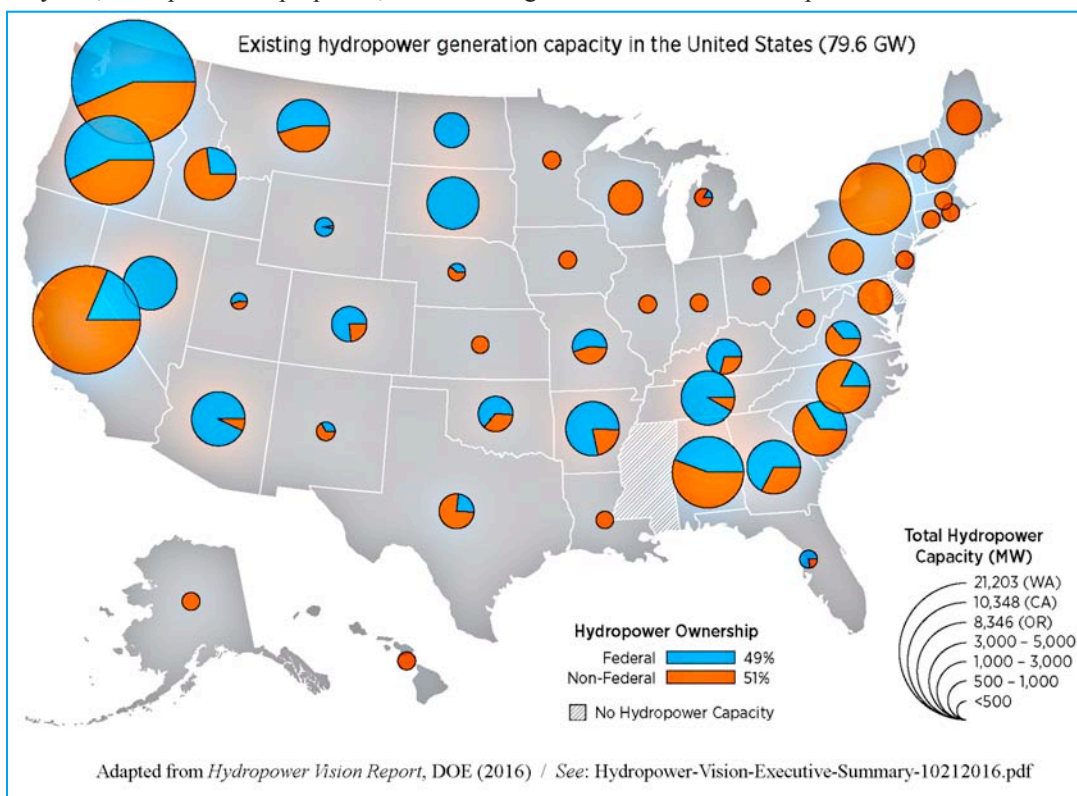 Existing hydropower generation capacity in the United States (79.6 GW)
Total Hydropower
Capacity (MW)
21,203 (WA)
10,348 (CA)
8,346 (OR)
3,000 – 5,000
1,000 – 3,000
500 – 1,000
<500
Hydropower Ownership
Federal 49%
Non-Federal 51%
No Hydropower Capacity
Adapted from Hydropower Vision Report, DOE (2016) / See: Hydropower-Vision-Executive-Summary-10212016.pdf